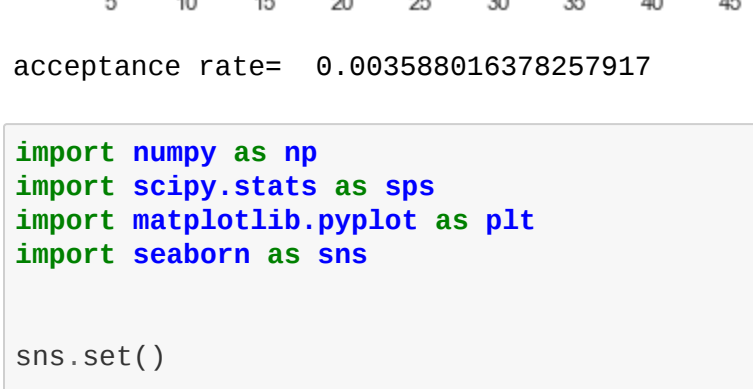 5 10 15 20 25 30 35 40 45
acceptance rate= 0.003588016378257917
import numpy as np
import scipy.stats as sps
import matplotlib.pyplot as plt
import seaborn as sns
sns.set()